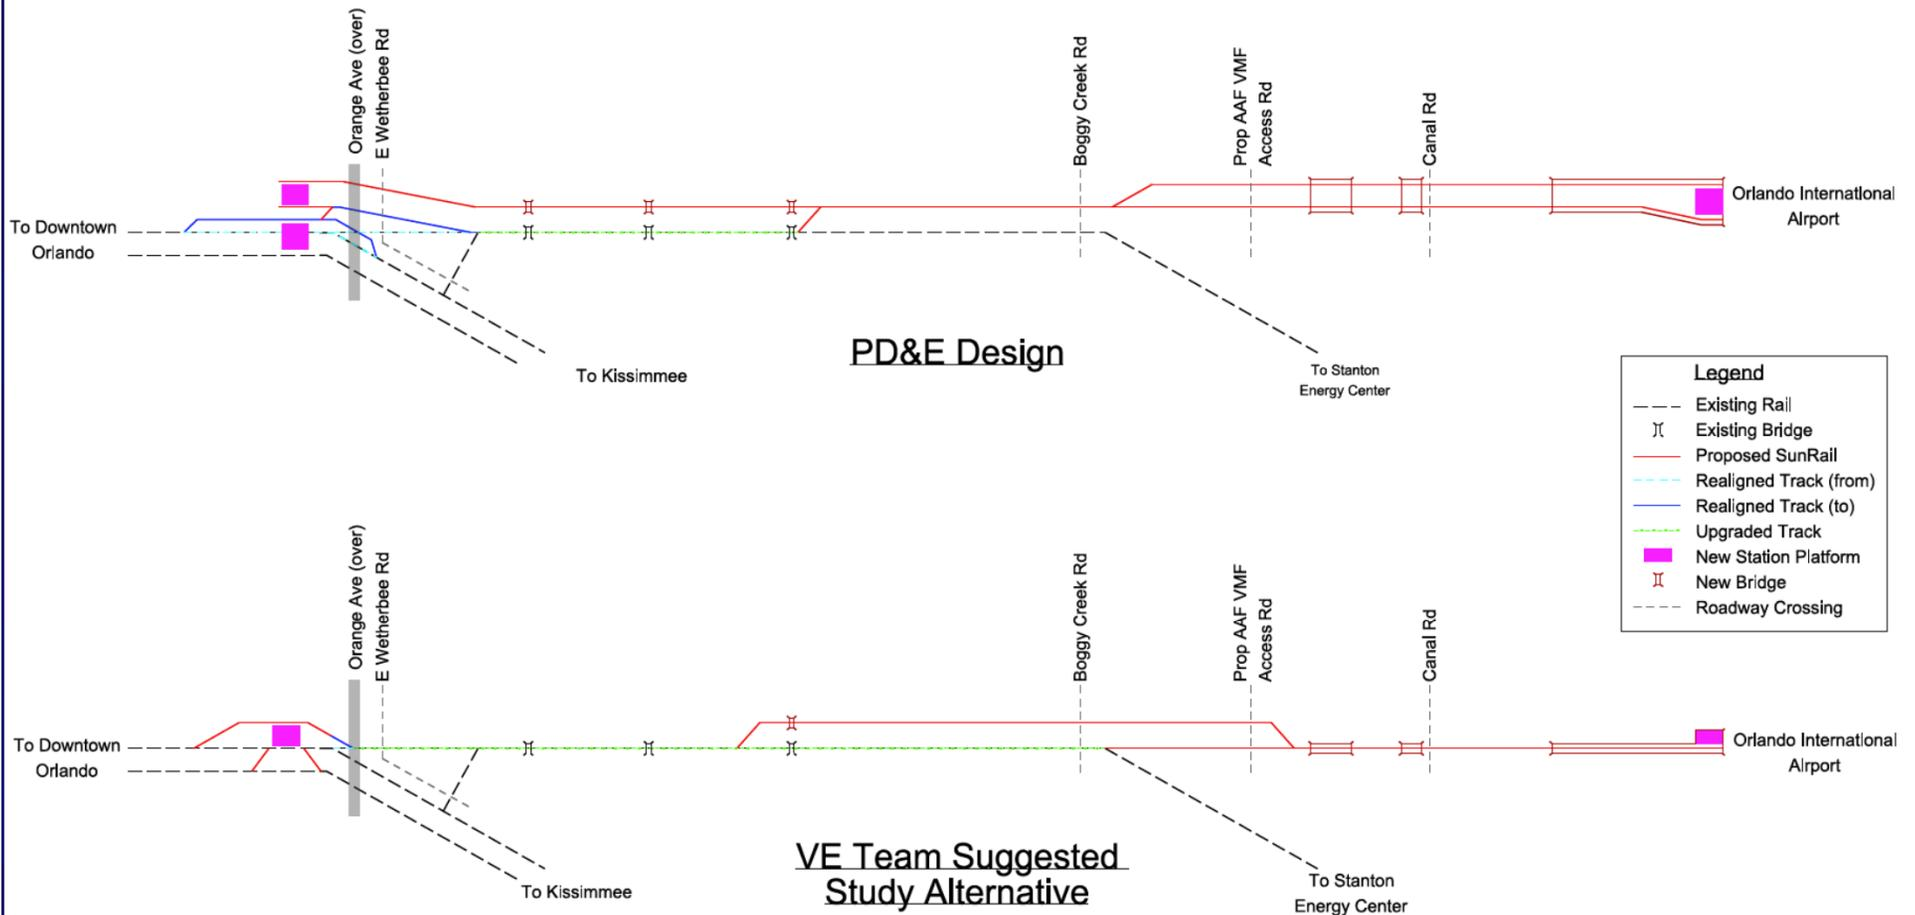 Orange Ave (over)
E Wetherbee Rd
Boggy Creek Rd
Prop AAF VMF
Access Rd
Canal Rd
To Downtown
Orlando
Orlando International
Airport
To Kissimmee
PD&E Design
To Stanton
Energy Center
Legend
Existing Rail
Existing Bridge
Proposed SunRail
Realigned Track (from)
Realigned Track (to)
Upgraded Track
New Station Platform
New Bridge
Roadway Crossing
Orange Ave (over)
E Wetherbee Rd
Boggy Creek Rd
Prop AAF VMF
Access Rd
Canal Rd
To Downtown
Orlando
Orlando International
Airport
To Kissimmee
VE Team Suggested
Study Alternative
To Stanton
Energy Center